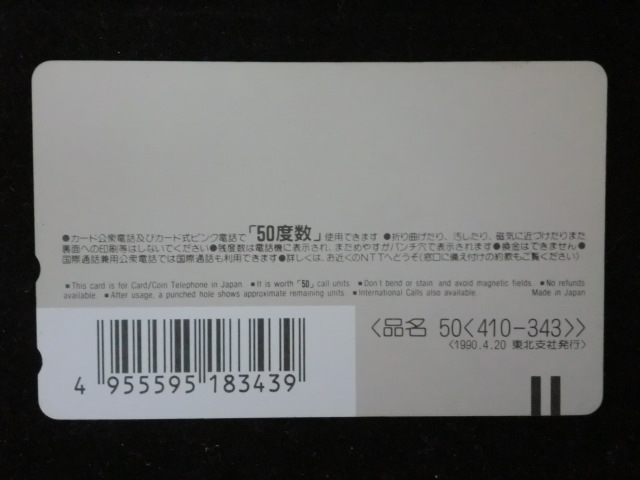 ●カード公衆電話及びカード式ピンク電話で「50度数」使用できます ●折り曲げたり、汚したり、磁気に近づけたりまた
裏面への印刷等はしないでください●残度数は電話機に表示され、まためやすがパンチ穴で表示されます●換金はできません●
国際通話兼用公衆電話では国際通話も利用できます●詳しくは、お近くのNTTへどうぞ(窓口に備え付けの約款もご覧ください)
■This card is for Card/Coin Telephone in Japan. ■It is worth「50」call units. ■Don't bend or stain and avoid magnetic fields. ■No refunds
available. ■After usage, a punched hole shows approximate remaining units. ■International Calls also available. Made in Japan
〈品名 50〈410-343〉〉
〈1990.4.20 東北支社発行〉
4 955595 183439